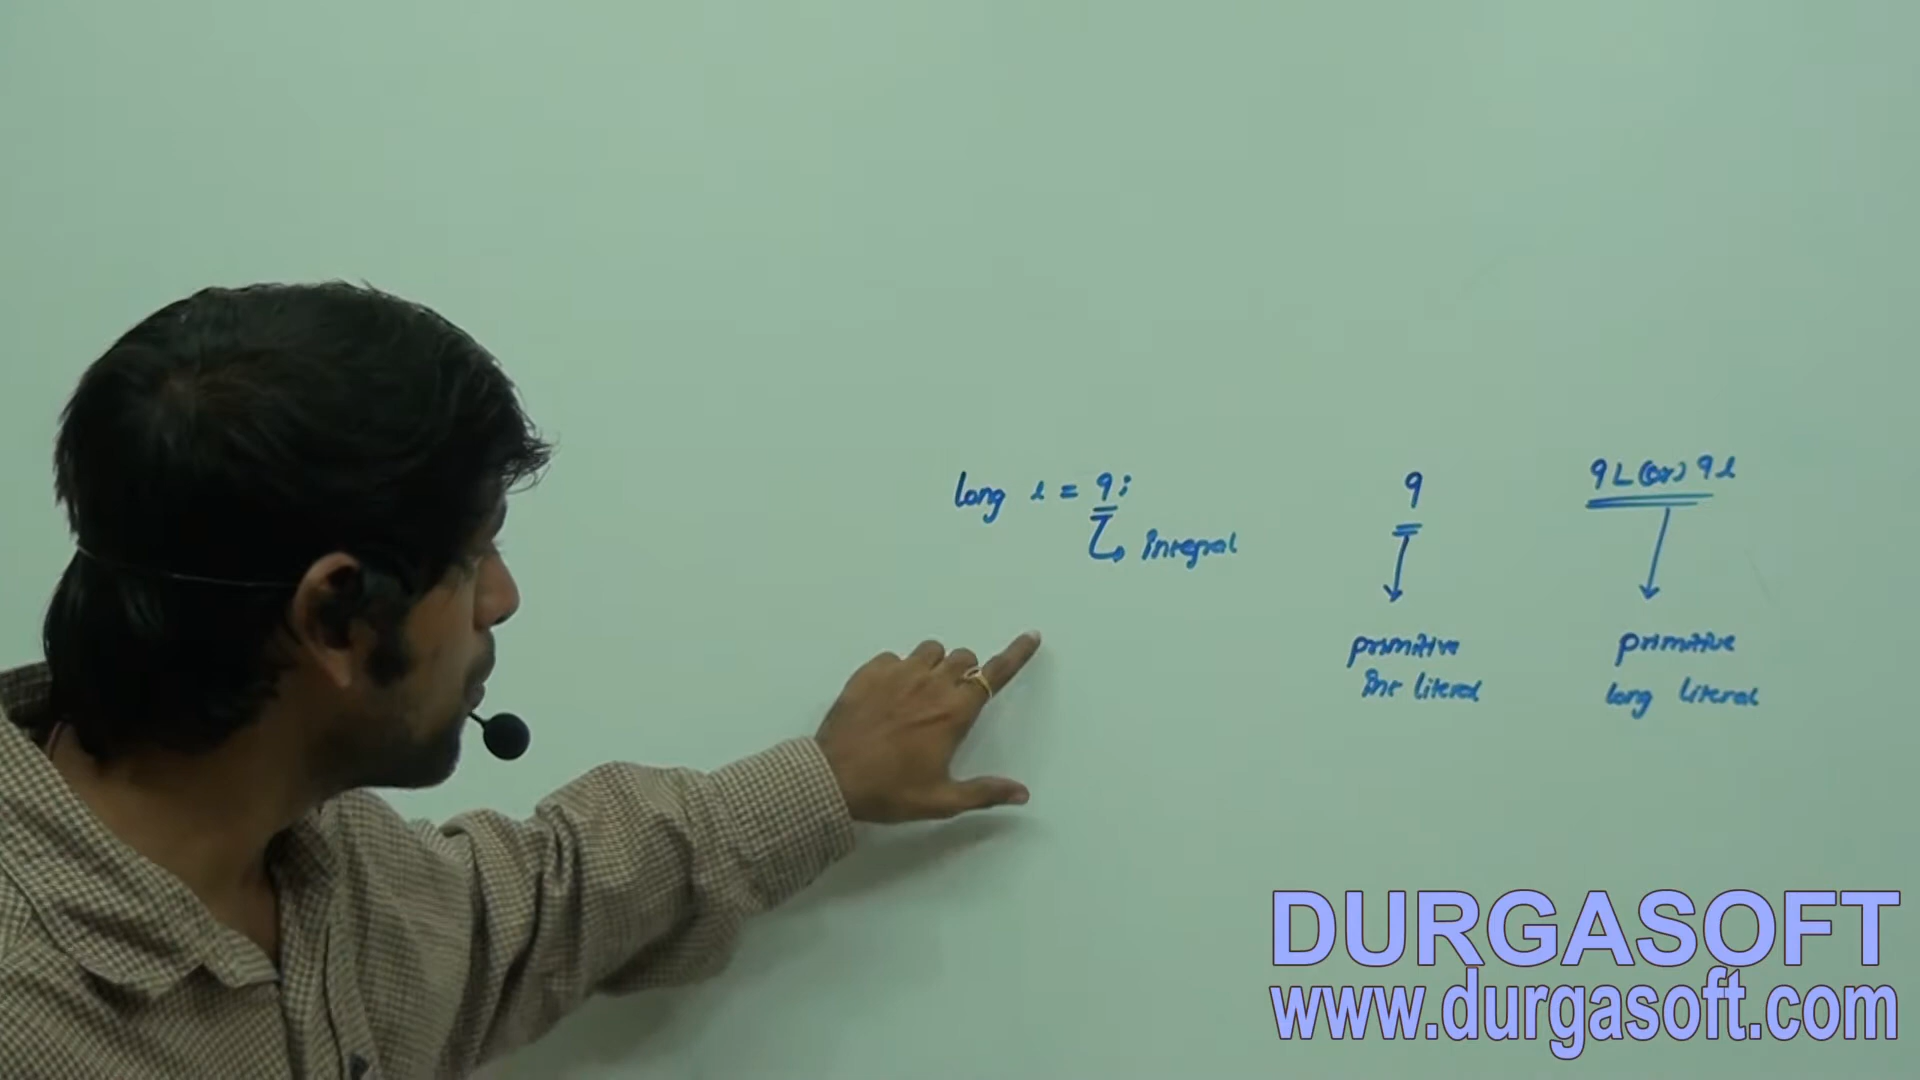 long l = 9;
integral
9
primitive
int literal
9L (or) 9l
primitive
long literal
DURGASOFT
www.durgasoft.com